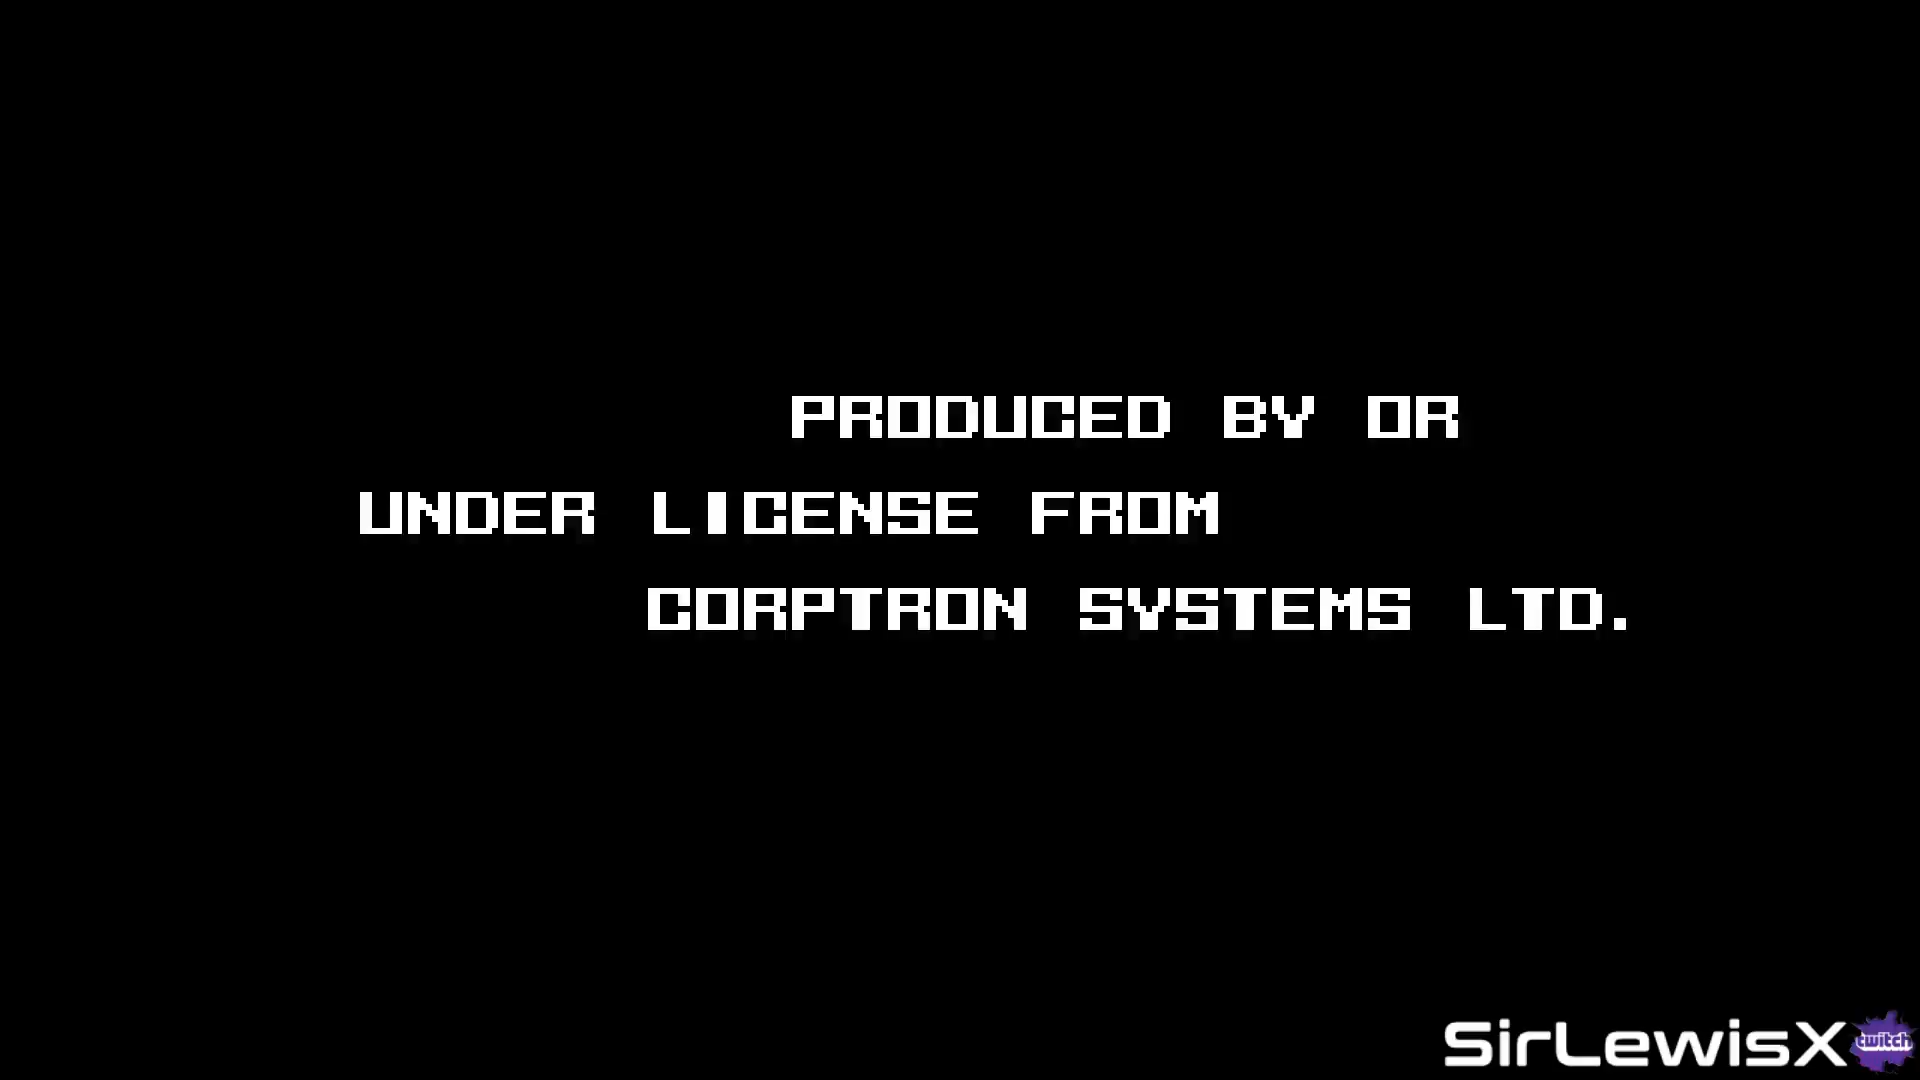 PRODUCED BY OR
UNDER LICENSE FROM
CORPTRON SYSTEMS LTD.
SirLewisX twitch